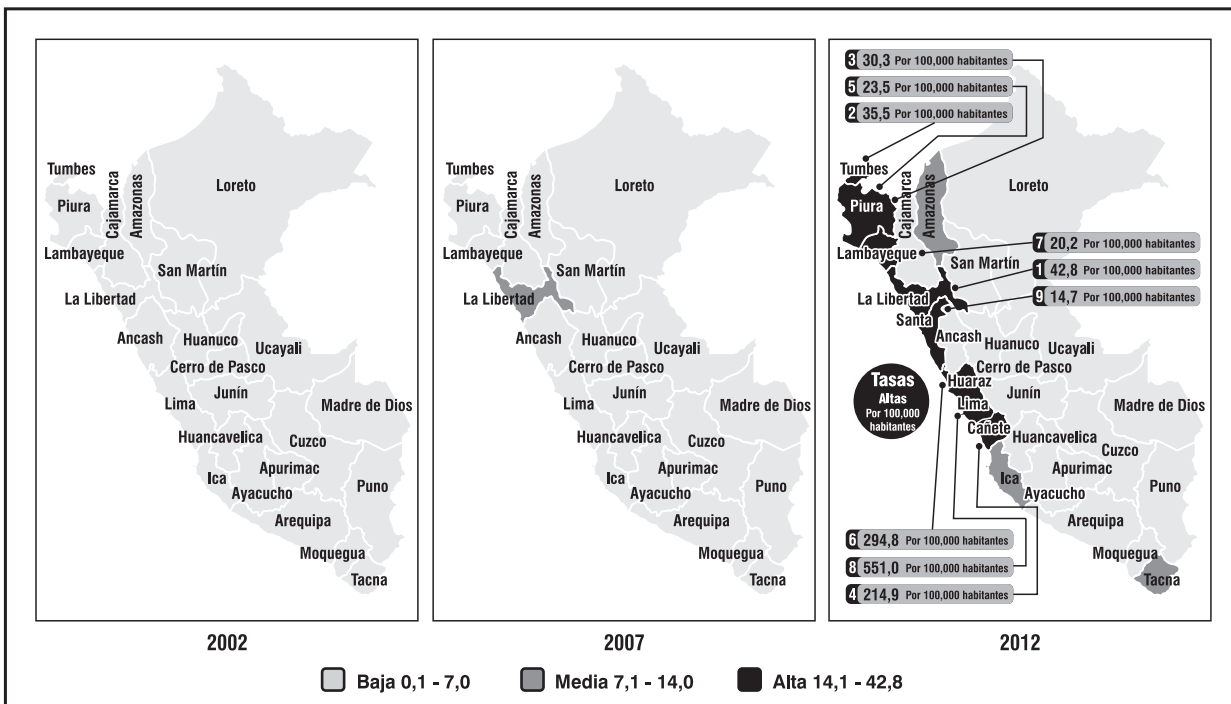 Tumbes
Piura
Cajamarca
Amazonas
Loreto
Lambayeque
San Martín
La Libertad
Ancash
Huanuco
Ucayali
Cerro de Pasco
Junín
Lima
Madre de Dios
Huancavelica
Cuzco
Ica
Apurimac
Ayacucho
Puno
Arequipa
Moquegua
Tacna
2002
Tumbes
Piura
Cajamarca
Amazonas
Loreto
Lambayeque
San Martín
La Libertad
Ancash
Huanuco
Ucayali
Cerro de Pasco
Junín
Lima
Madre de Dios
Huancavelica
Cuzco
Ica
Apurimac
Ayacucho
Puno
Arequipa
Moquegua
Tacna
2007
3 30,3 Por 100,000 habitantes
5 23,5 Por 100,000 habitantes
2 35,5 Por 100,000 habitantes
Tumbes
Piura
Cajamarca
Amazonas
Loreto
Lambayeque
7 20,2 Por 100,000 habitantes
San Martín
1 42,8 Por 100,000 habitantes
La Libertad
9 14,7 Por 100,000 habitantes
Santa
Ancash
Huanuco
Ucayali
Cerro de Pasco
Tasas
Altas
Por 100,000
habitantes
Huaraz
Junín
Lima
Madre de Dios
Cañete
Huancavelica
Cuzco
Ica
Apurimac
Ayacucho
Puno
Arequipa
6 294,8 Por 100,000 habitantes
8 551,0 Por 100,000 habitantes
4 214,9 Por 100,000 habitantes
Moquegua
Tacna
2012
Baja 0,1 - 7,0
Media 7,1 - 14,0
Alta 14,1 - 42,8